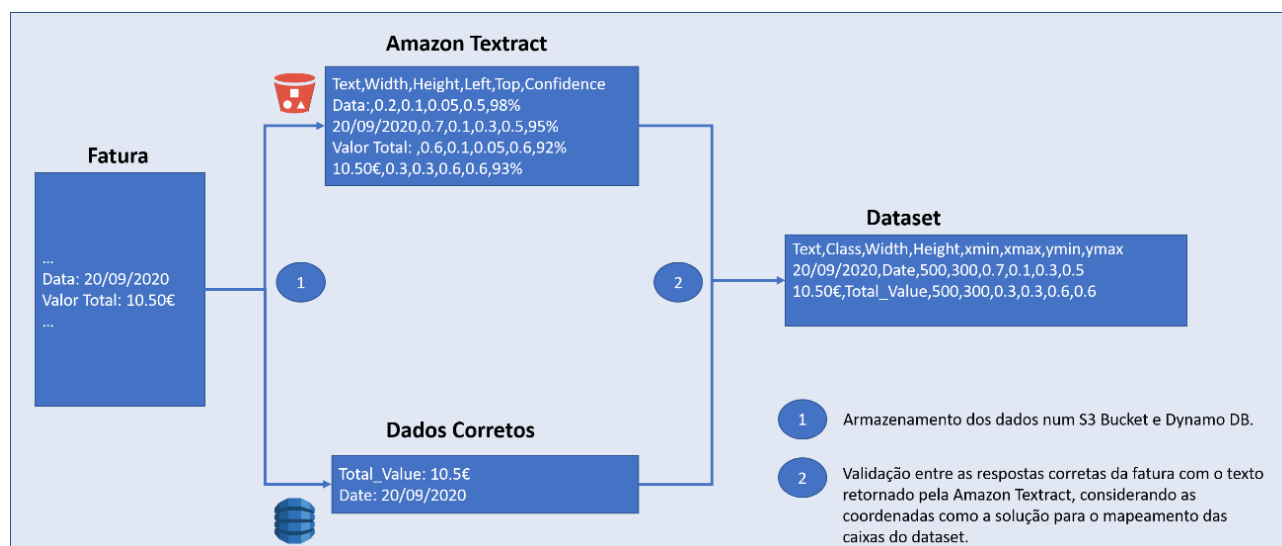 Amazon Textract
Text,Width,Height,Left,Top,Confidence
Data:,0.2,0.1,0.05,0.5,98%
20/09/2020,0.7,0.1,0.3,0.5,95%
Valor Total: ,0.6,0.1,0.05,0.6,92%
10.50€,0.3,0.3,0.6,0.6,93%
Fatura
...
Data: 20/09/2020
Valor Total: 10.50€
...
1
2
Dataset
Text,Class,Width,Height,xmin,xmax,ymin,ymax
20/09/2020,Date,500,300,0.7,0.1,0.3,0.5
10.50€,Total_Value,500,300,0.3,0.3,0.6,0.6
Dados Corretos
Total_Value: 10.5€
Date: 20/09/2020
1 Armazenamento dos dados num S3 Bucket e Dynamo DB.
2 Validação entre as respostas corretas da fatura com o texto
retornado pela Amazon Textract, considerando as
coordenadas como a solução para o mapeamento das
caixas do dataset.